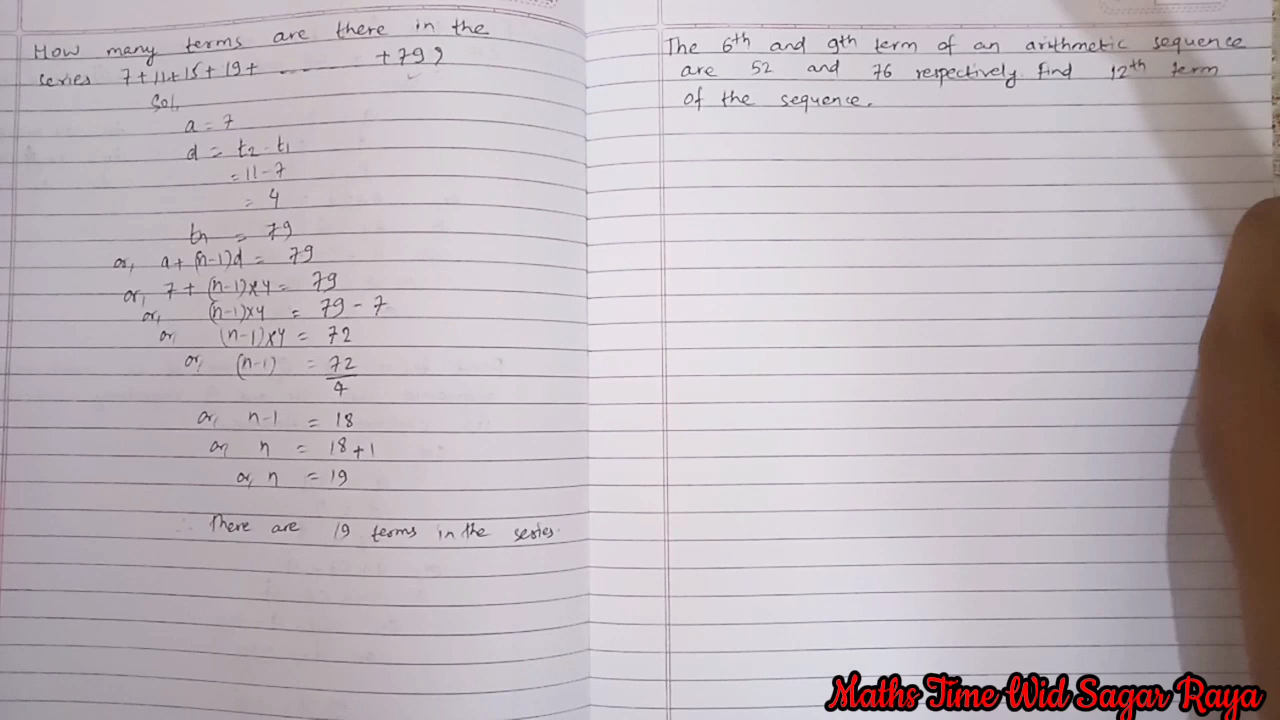 How many terms are there in the
series 7+11+15+19+ ........ +79?
Sol,
a = 7
d = t₂ - t₁
= 11-7
= 4
tn = 79
or, a+(n-1)d = 79
or, 7+(n-1)×4 = 79
or, (n-1)×4 = 79-7
or (n-1)×4 = 72
or, (n-1) = 72/4
or, n-1 = 18
or n = 18+1
or, n = 19
There are 19 terms in the series.
The 6th and 9th term of an arithmetic sequence
are 52 and 76 respectively. find 12th term
of the sequence.
Maths Time Wid Sagar Raya